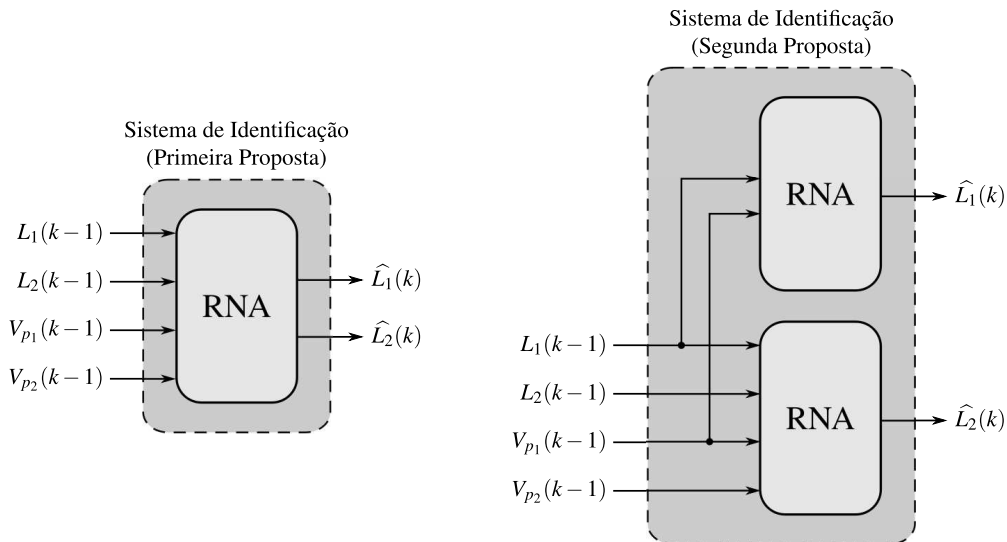 Sistema de Identificação
(Primeira Proposta)
L₁(k−1)
L₂(k−1)
Vₚ₁(k−1)
Vₚ₂(k−1)
RNA
L̂₁(k)
L̂₂(k)
Sistema de Identificação
(Segunda Proposta)
RNA
L̂₁(k)
L₁(k−1)
L₂(k−1)
Vₚ₁(k−1)
Vₚ₂(k−1)
RNA
L̂₂(k)